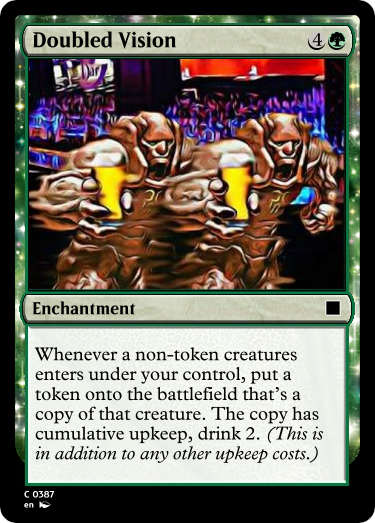 Doubled Vision 4
Dar
Enchantment
Whenever a non-token creatures
enters under your control, put a
token onto the battlefield that's a
copy of that creature. The copy has
cumulative upkeep, drink 2. (This is
in addition to any other upkeep costs.)
C 0387
en